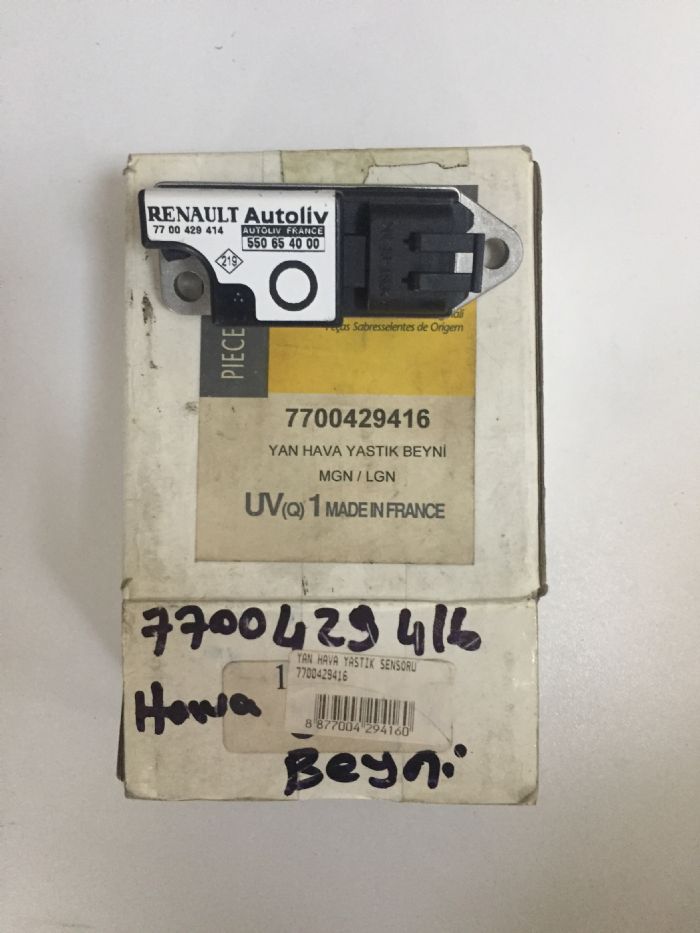 RENAULT Autoliv
77 00 429 414
AUTOLIV FRANCE
550 65 40 00
219
PIECE
Peças Sabresselentes de Origem
7700429416
YAN HAVA YASTIK BEYNİ
MGN / LGN
UV(Q) 1 MADE IN FRANCE
7700429416
YAN HAVA YASTIK SENSORU
7700429416
1
8 877004 294160
Hava
Beyni